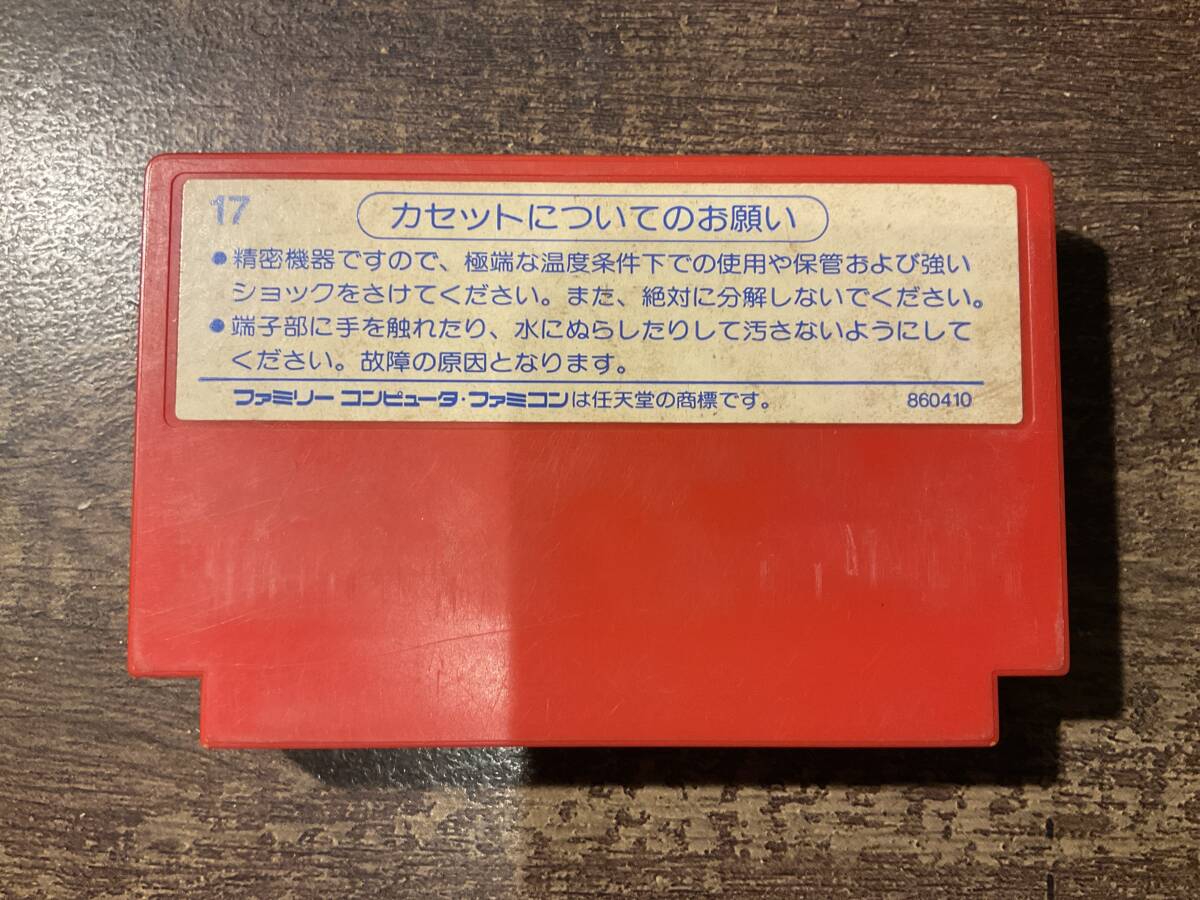 17
カセットについてのお願い
●精密機器ですので、極端な温度条件下での使用や保管および強い
ショックをさけてください。また、絶対に分解しないでください。
●端子部に手を触れたり、水にぬらしたりして汚さないようにして
ください。故障の原因となります。
ファミリー コンピュータ・ファミコンは任天堂の商標です。 860410